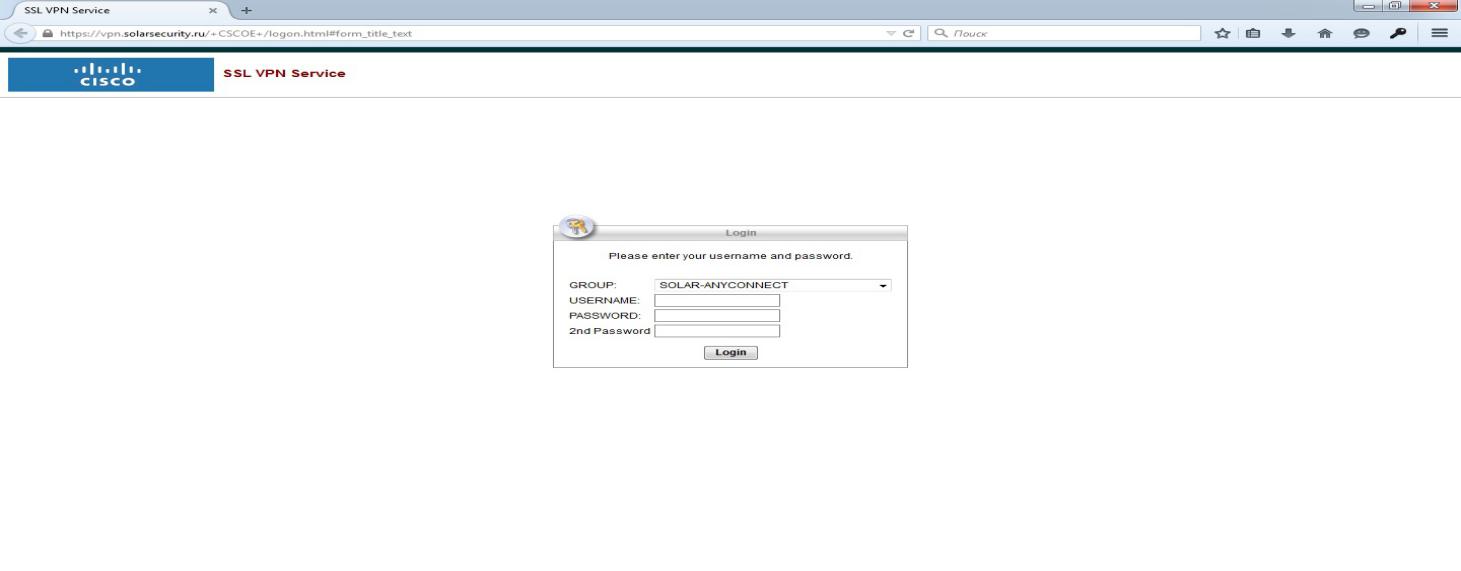 SSL VPN Service
https://vpn.solarsecurity.ru/+CSCOE+/logon.html#form_title_text
Поиск
CISCO
SSL VPN Service
Login
Please enter your username and password.
GROUP: SOLAR-ANYCONNECT
USERNAME:
PASSWORD:
2nd Password
Login